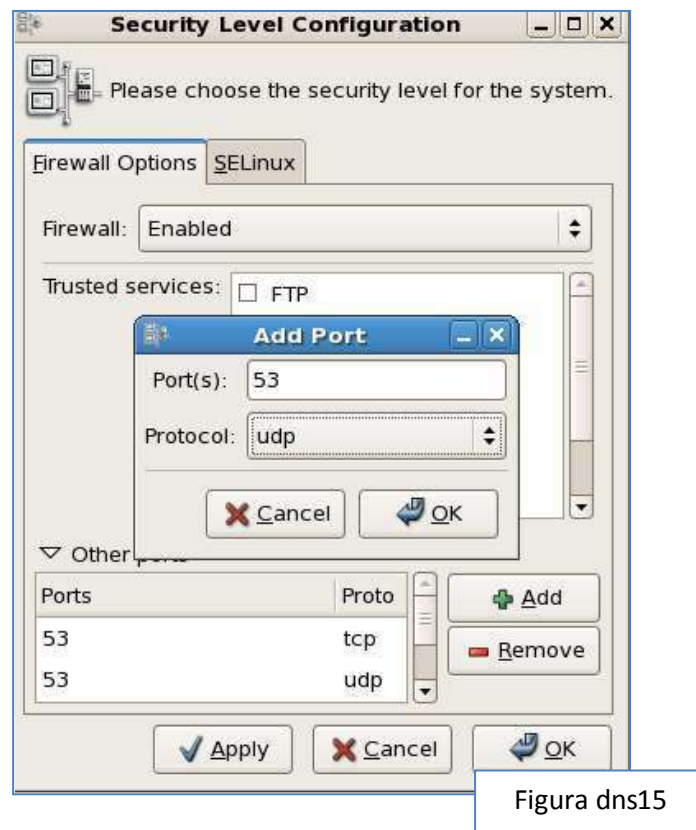 Security Level Configuration
Please choose the security level for the system.
Firewall Options SELinux
Firewall: Enabled
Trusted services: FTP
Add Port
Port(s): 53
Protocol: udp
Cancel OK
Other
Ports Proto
Add
53 tcp
Remove
53 udp
Apply Cancel OK
Figura dns15